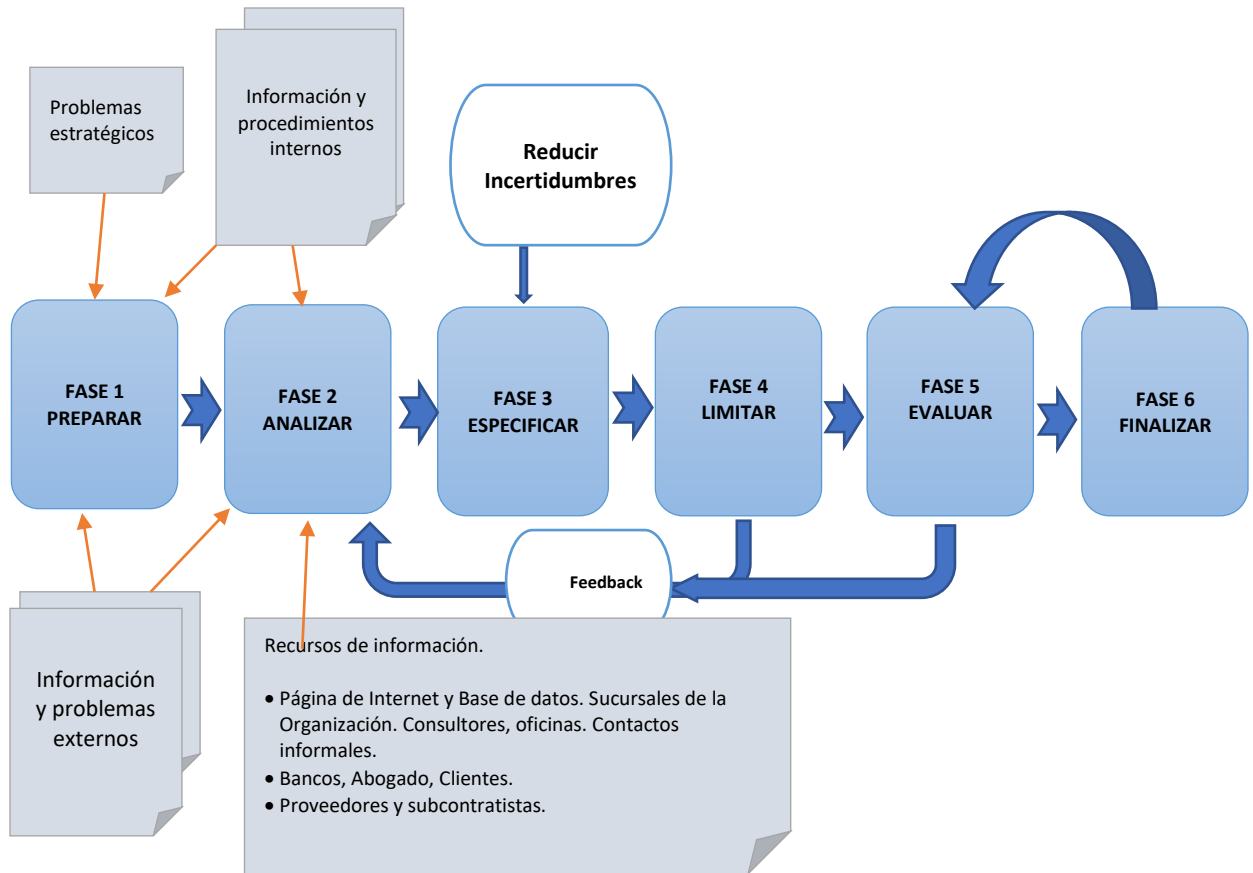 Problemas
estratégicos
Información y
procedimientos
internos
Reducir
Incertidumbres
FASE 1
PREPARAR
FASE 2
ANALIZAR
FASE 3
ESPECIFICAR
FASE 4
LIMITAR
FASE 5
EVALUAR
FASE 6
FINALIZAR
Feedback
Información
y problemas
externos
Recursos de información.
• Página de Internet y Base de datos. Sucursales de la
Organización. Consultores, oficinas. Contactos
informales.
• Bancos, Abogado, Clientes.
• Proveedores y subcontratistas.